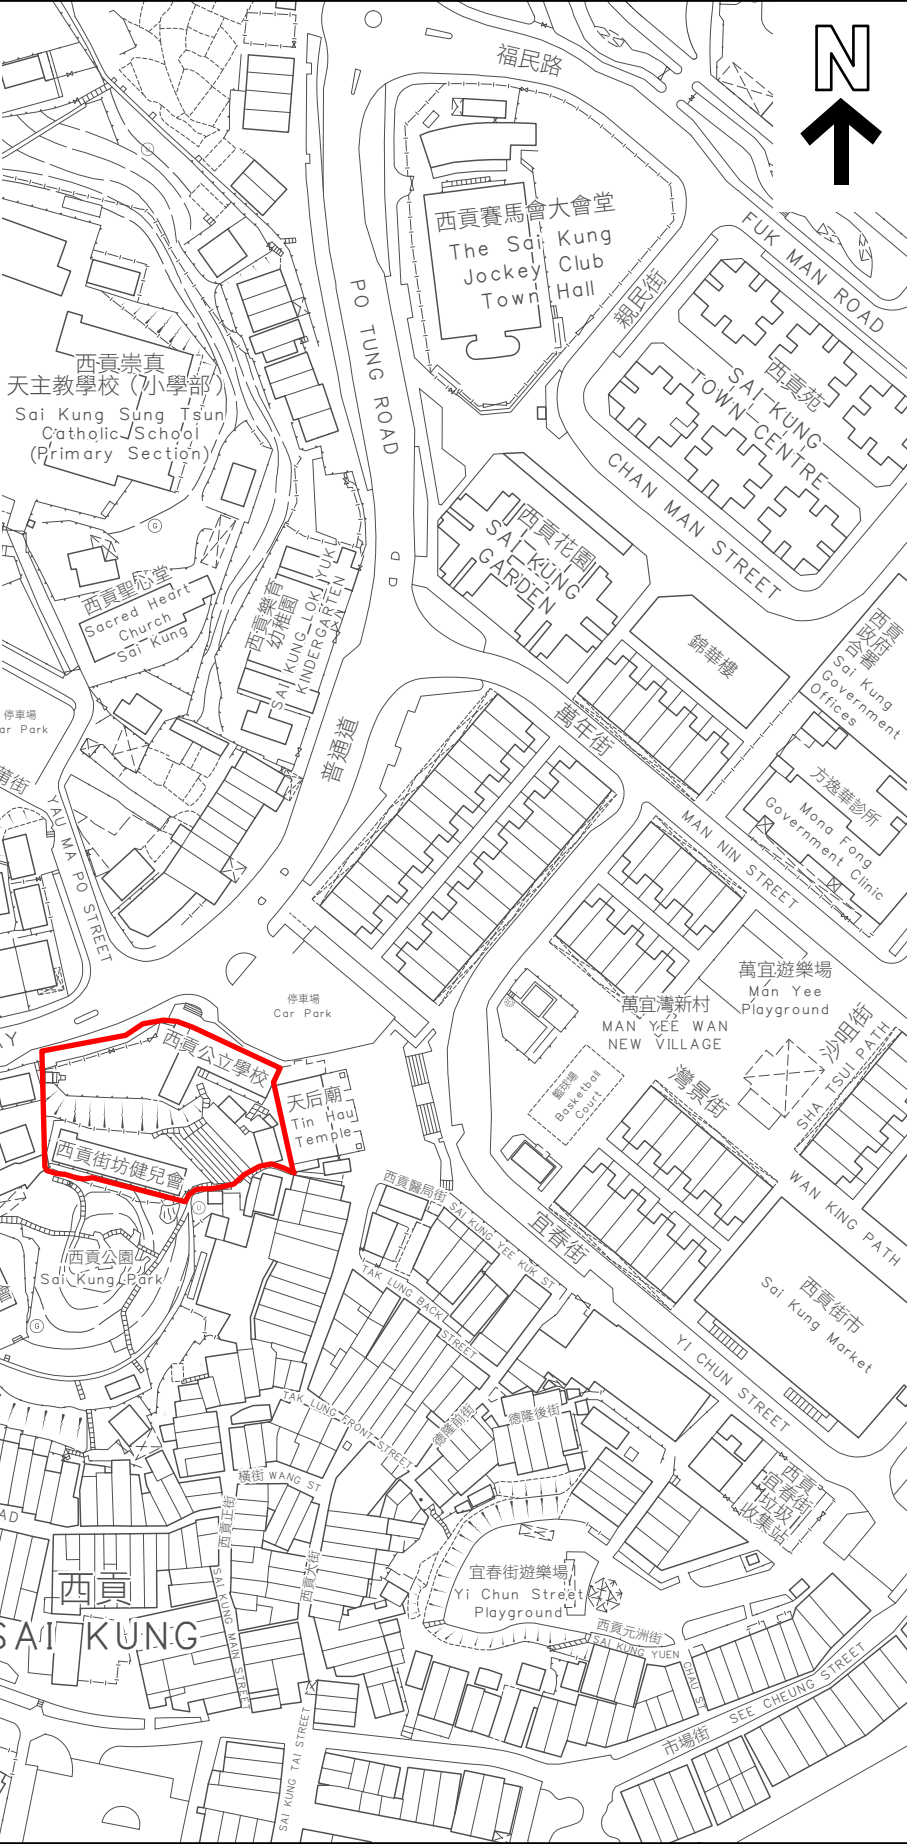 N
福民路
FUK MAN ROAD
西貢賽馬會大會堂
The Sai Kung
Jockey Club
Town Hall
親民街
PO TUNG ROAD
西貢崇真
天主教學校（小學部）
Sai Kung Sung Tsun
Catholic School
(Primary Section)
西貢苑
SAI KUNG
TOWN CENTRE
CHAN MAN STREET
G
西貢花園
SAI KUNG
GARDEN
西貢聖心堂
Sacred Heart
Church
Sai Kung
西貢樂育
幼稚園
SAI KUNG LOK YUK
KINDERGARTEN
錦華樓
西貢
政府
合署
Sai Kung
Government
Offices
停車場
ar Park
普通道
萬年街
MAN NIN STREET
方逸華診所
Mona Fong
Government Clinic
莆街
YAU MA PO STREET
停車場
Car Park
萬宜遊樂場
Man Yee
Playground
萬宜灣新村
MAN YEE WAN
NEW VILLAGE
沙咀街
SHA TSUI PATH
籃球場
Basketball
Court
灣景街
WAN KING PATH
西貢公立學校
天后廟
Tin Hau
Temple
西貢街坊健兒會
西貢公園
Sai Kung Park
U
G
會
西貢醫局街
SAI KUNG YEE KUK ST
宜春街
YI CHUN STREET
西貢街市
Sai Kung Market
TAK LUNG BACK
STREET
TAK LUNG FRONT STREET
德隆前街
德隆後街
橫街 WANG ST
西貢正街
SAI KUNG MAIN STREET
西貢大街
西貢
宜春街
垃圾
收集站
宜春街遊樂場
Yi Chun Street
Playground
西貢元洲街
SAI KUNG YUEN
CHAU ST
西貢
SAI KUNG
AD
SAI KUNG TAI STREET
市場街
SEE CHEUNG STREET